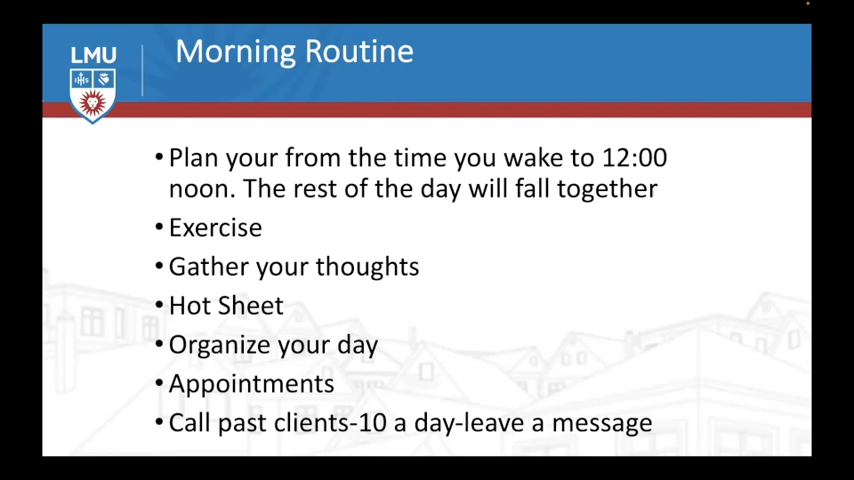 LMU
IHS
Morning Routine
• Plan your from the time you wake to 12:00
noon. The rest of the day will fall together
• Exercise
• Gather your thoughts
• Hot Sheet
• Organize your day
• Appointments
• Call past clients-10 a day-leave a message